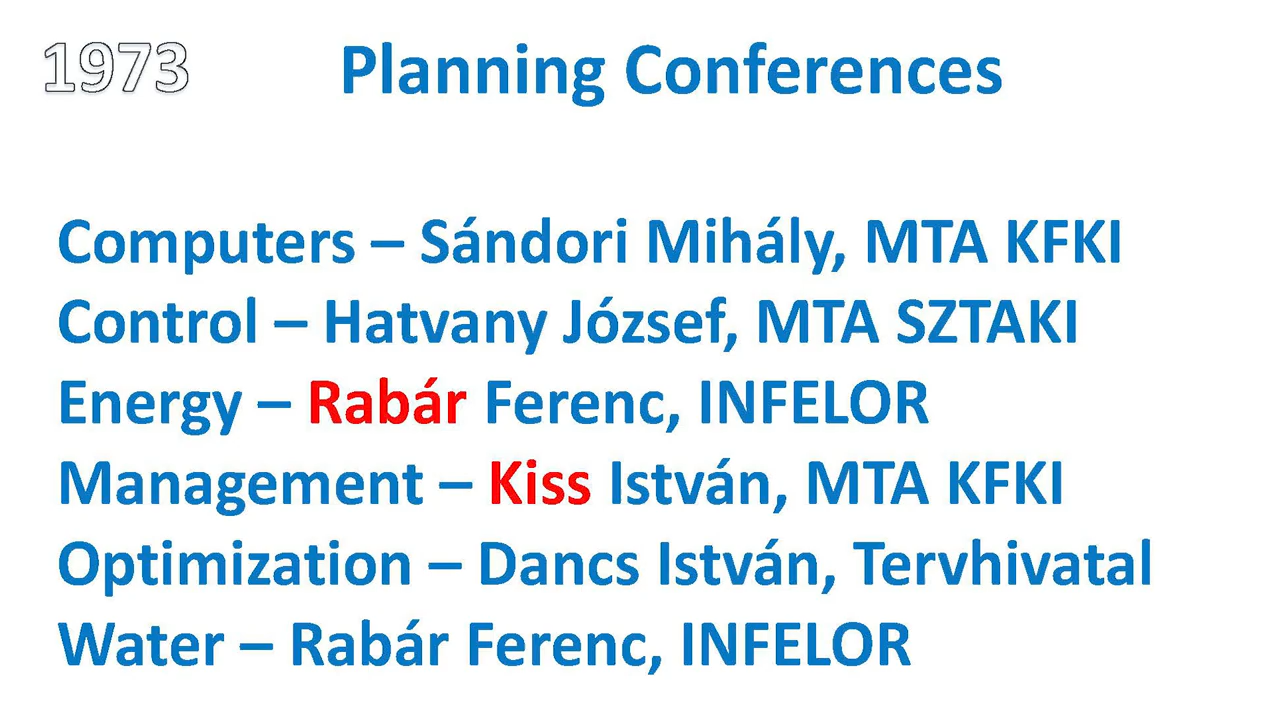 1973 Planning Conferences
Computers – Sándori Mihály, MTA KFKI
Control – Hatvany József, MTA SZTAKI
Energy – Rabár Ferenc, INFELOR
Management – Kiss István, MTA KFKI
Optimization – Dancs István, Tervhivatal
Water – Rabár Ferenc, INFELOR